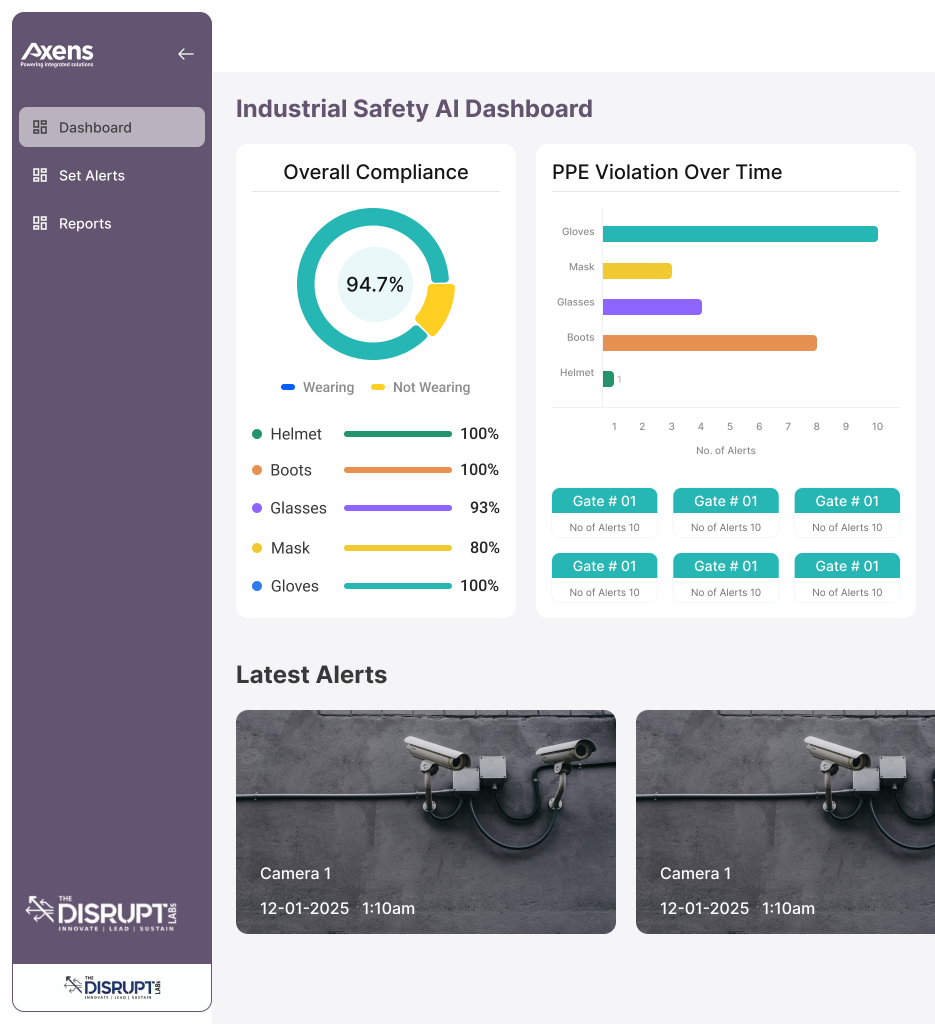 Axens
Powering integrated solutions
Dashboard
Set Alerts
Reports
THE
DISRUPT
LABS
INNOVATE | LEAD | SUSTAIN
THE
DISRUPT
LABS
INNOVATE | LEAD | SUSTAIN
Industrial Safety AI Dashboard
Overall Compliance
94.7%
Wearing Not Wearing
Helmet 100%
Boots 100%
Glasses 93%
Mask 80%
Gloves 100%
PPE Violation Over Time
Gloves
Mask
Glasses
Boots
Helmet 1
1 2 3 4 5 6 7 8 9 10
No. of Alerts
Gate # 01 Gate # 01 Gate # 01
No of Alerts 10 No of Alerts 10 No of Alerts 10
Gate # 01 Gate # 01 Gate # 01
No of Alerts 10 No of Alerts 10 No of Alerts 10
Latest Alerts
Camera 1
12-01-2025 1:10am
Camera 1
12-01-2025 1:10am